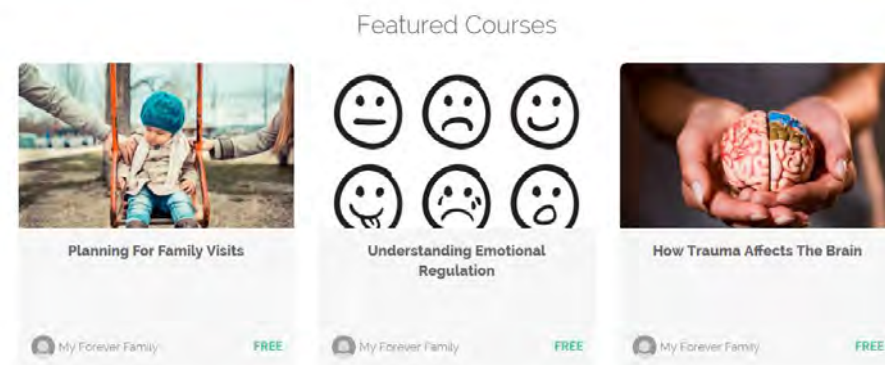 Featured Courses
Planning For Family Visits
Understanding Emotional
Regulation
How Trauma Affects The Brain
My Forever Family
FREE
My Forever Family
FREE
My Forever Family
FREE